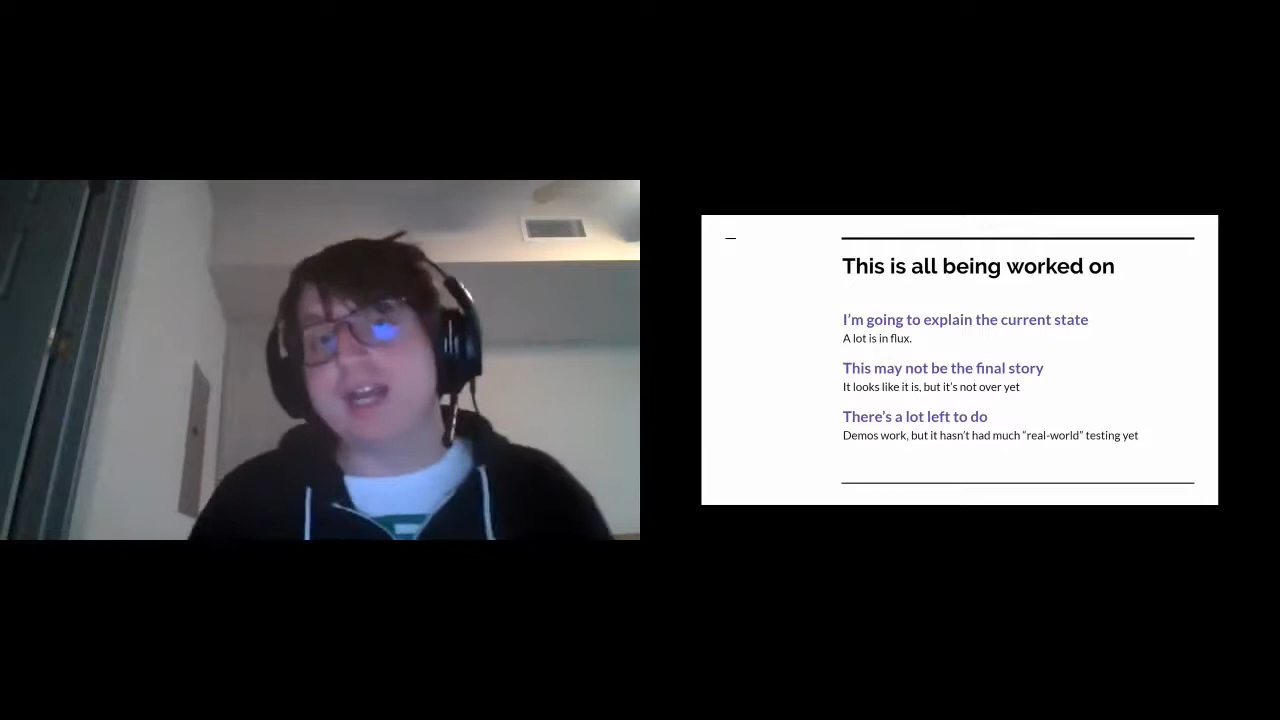 This is all being worked on
I'm going to explain the current state
A lot is in flux.
This may not be the final story
It looks like it is, but it's not over yet
There's a lot left to do
Demos work, but it hasn't had much “real-world” testing yet